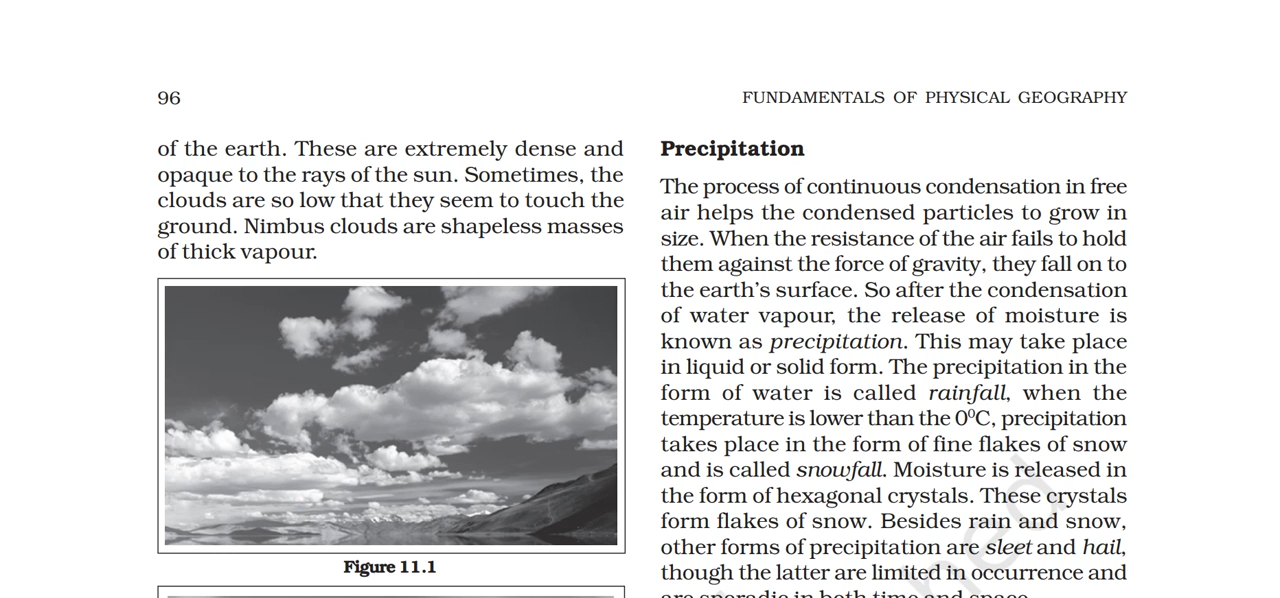 96
FUNDAMENTALS OF PHYSICAL GEOGRAPHY
of the earth. These are extremely dense and
opaque to the rays of the sun. Sometimes, the
clouds are so low that they seem to touch the
ground. Nimbus clouds are shapeless masses
of thick vapour.
Figure 11.1
Precipitation
The process of continuous condensation in free
air helps the condensed particles to grow in
size. When the resistance of the air fails to hold
them against the force of gravity, they fall on to
the earth’s surface. So after the condensation
of water vapour, the release of moisture is
known as precipitation. This may take place
in liquid or solid form. The precipitation in the
form of water is called rainfall, when the
temperature is lower than the 0⁰C, precipitation
takes place in the form of fine flakes of snow
and is called snowfall. Moisture is released in
the form of hexagonal crystals. These crystals
form flakes of snow. Besides rain and snow,
other forms of precipitation are sleet and hail,
though the latter are limited in occurrence and
are sporadic in both time and space.